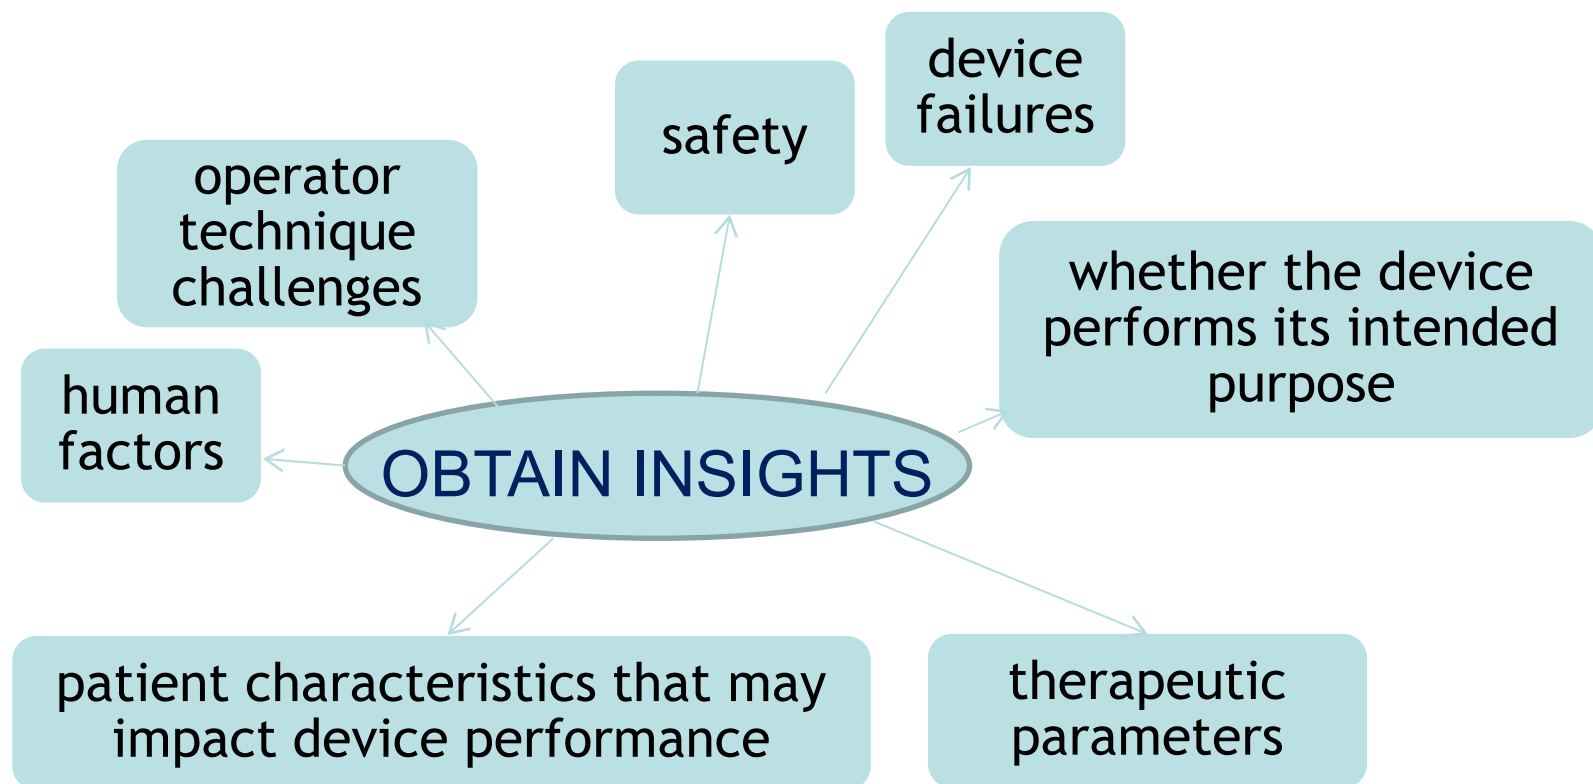 device
failures
safety
operator
technique
challenges
whether the device
performs its intended
purpose
human
factors
OBTAIN INSIGHTS
patient characteristics that may
impact device performance
therapeutic
parameters